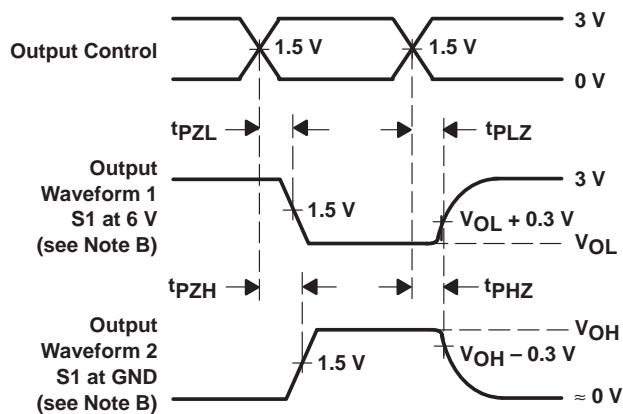 3 V
Output Control
1.5 V
1.5 V
0 V
tPZL
tPLZ
Output
Waveform 1
S1 at 6 V
(see Note B)
3 V
1.5 V
VOL + 0.3 V
VOL
tPZH
tPHZ
Output
Waveform 2
S1 at GND
(see Note B)
VOH
1.5 V
VOH − 0.3 V
≈ 0 V